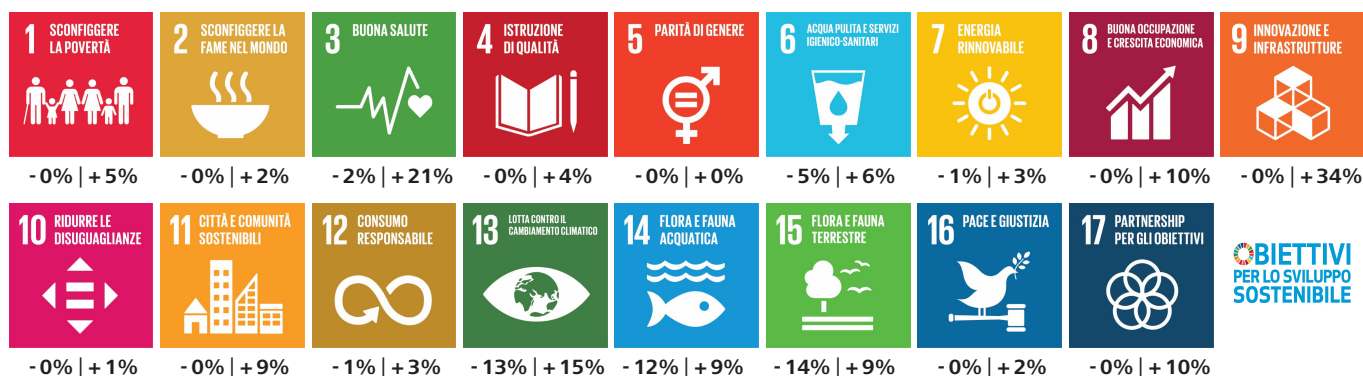 1 SCONFIGGERE
LA POVERTÀ
2 SCONFIGGERE LA
FAME NEL MONDO
3 BUONA SALUTE
4 ISTRUZIONE
DI QUALITÀ
5 PARITÀ DI GENERE
6 ACQUA PULITA E SERVIZI
IGIENICO-SANITARI
7 ENERGIA
RINNOVABILE
8 BUONA OCCUPAZIONE
E CRESCITA ECONOMICA
9 INNOVAZIONE E
INFRASTRUTTURE
-0% | +5%
-0% | +2%
-2% | +21%
-0% | +4%
-0% | +0%
-5% | +6%
-1% | +3%
-0% | +10%
-0% | +34%
10 RIDURRE LE
DISUGUAGLIANZE
11 CITTÀ E COMUNITÀ
SOSTENIBILI
12 CONSUMO
RESPONSABILE
13 LOTTA CONTRO IL
CAMBIAMENTO CLIMATICO
14 FLORA E FAUNA
ACQUATICA
15 FLORA E FAUNA
TERRESTRE
16 PACE E GIUSTIZIA
17 PARTNERSHIP
PER GLI OBIETTIVI
OBIETTIVI
PER LO SVILUPPO
SOSTENIBILE
-0% | +1%
-0% | +9%
-1% | +3%
-13% | +15%
-12% | +9%
-14% | +9%
-0% | +2%
-0% | +10%